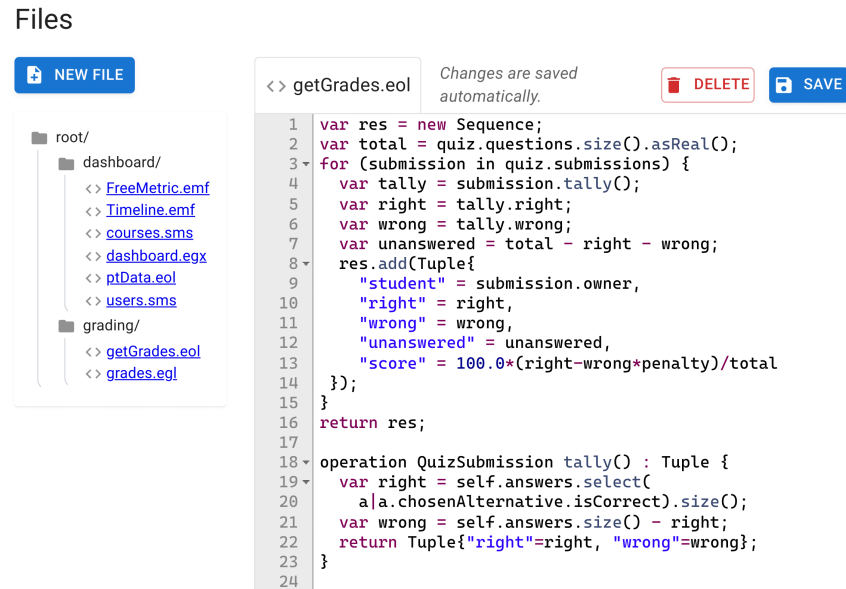 Files
NEW FILE
root/
dashboard/
FreeMetric.emf
Timeline.emf
courses.sms
dashboard.egx
ptData.eol
users.sms
grading/
getGrades.eol
grades.egl
<> getGrades.eol
Changes are saved
automatically.
DELETE
SAVE
1 var res = new Sequence;
2 var total = quiz.questions.size().asReal();
3 for (submission in quiz.submissions) {
4   var tally = submission.tally();
5   var right = tally.right;
6   var wrong = tally.wrong;
7   var unanswered = total - right - wrong;
8   res.add(Tuple{
9     "student" = submission.owner,
10     "right" = right,
11     "wrong" = wrong,
12     "unanswered" = unanswered,
13     "score" = 100.0*(right-wrong*penalty)/total
14  });
15 }
16 return res;
17
18 operation QuizSubmission tally() : Tuple {
19   var right = self.answers.select(
20     a|a.chosenAlternative.isCorrect).size();
21   var wrong = self.answers.size() - right;
22   return Tuple{"right"=right, "wrong"=wrong};
23 }
24